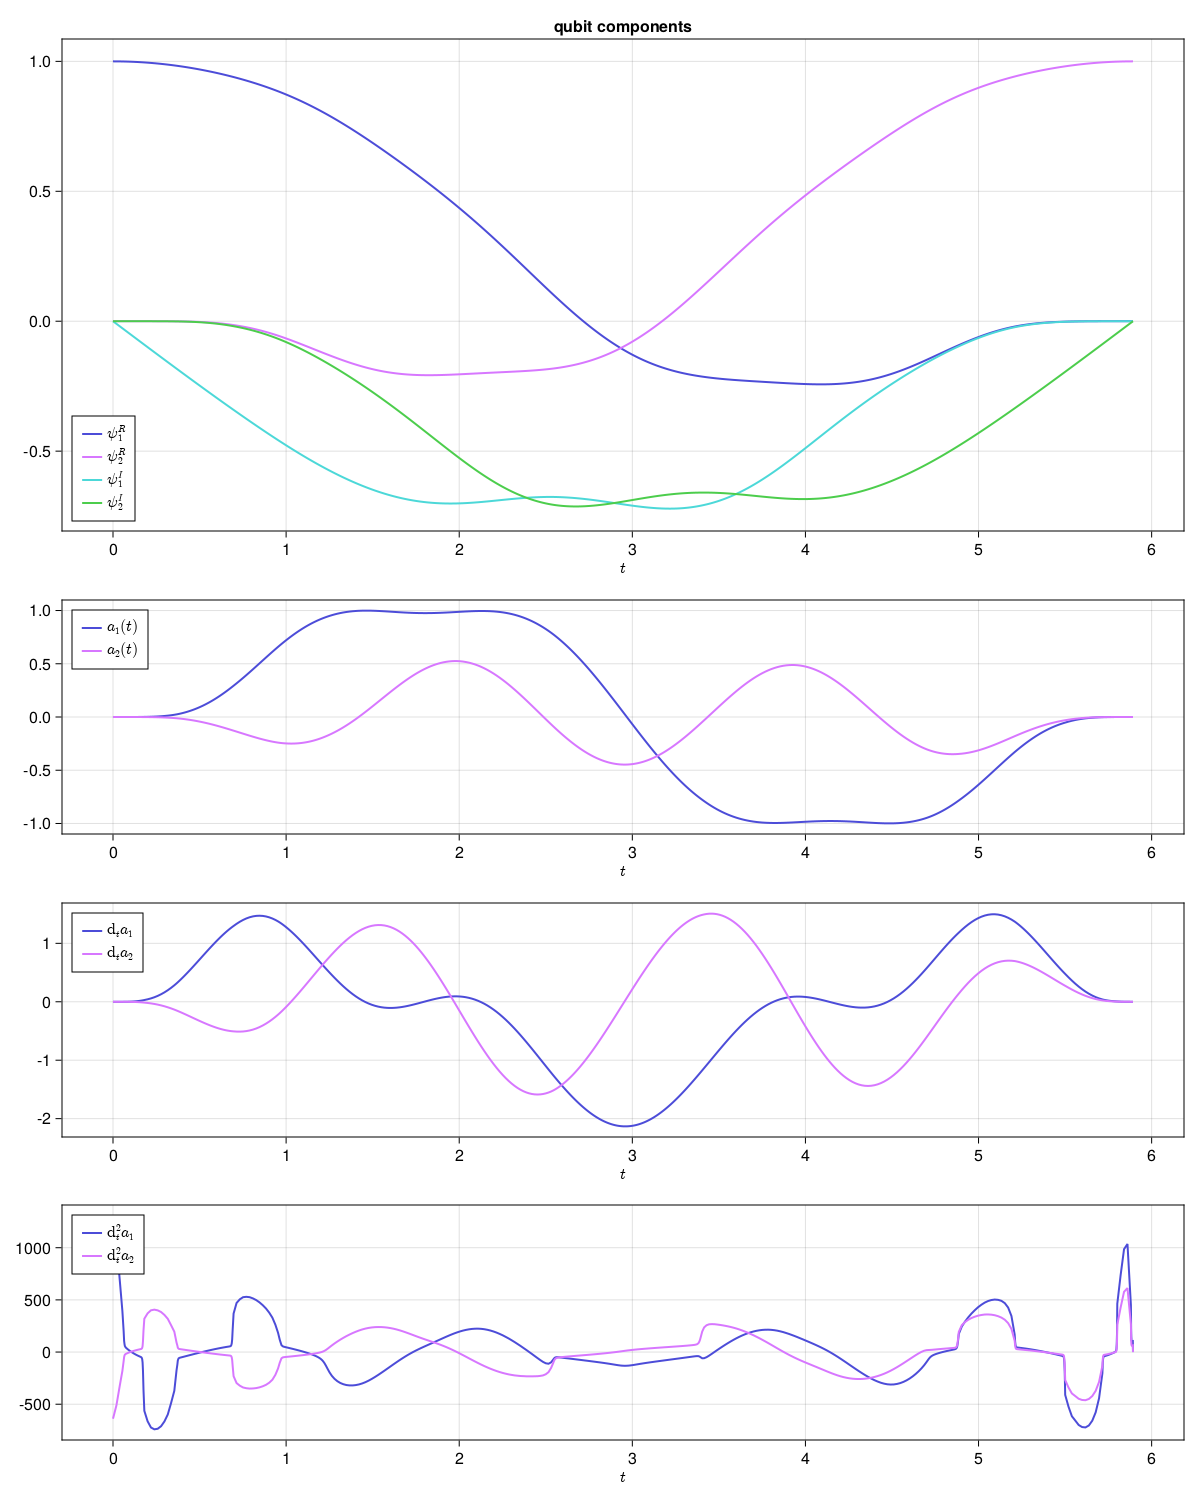 qubit components
1.0
0.5
0.0
-0.5
ψ₁ᴿ
ψ₂ᴿ
ψ₁ᴵ
ψ₂ᴵ
0 1 2 3 4 5 6
t
1.0
0.5
0.0
-0.5
-1.0
a₁(t)
a₂(t)
0 1 2 3 4 5 6
t
1
0
-1
-2
dₜa₁
dₜa₂
0 1 2 3 4 5 6
t
1000
500
0
-500
d²ₜa₁
d²ₜa₂
0 1 2 3 4 5 6
t